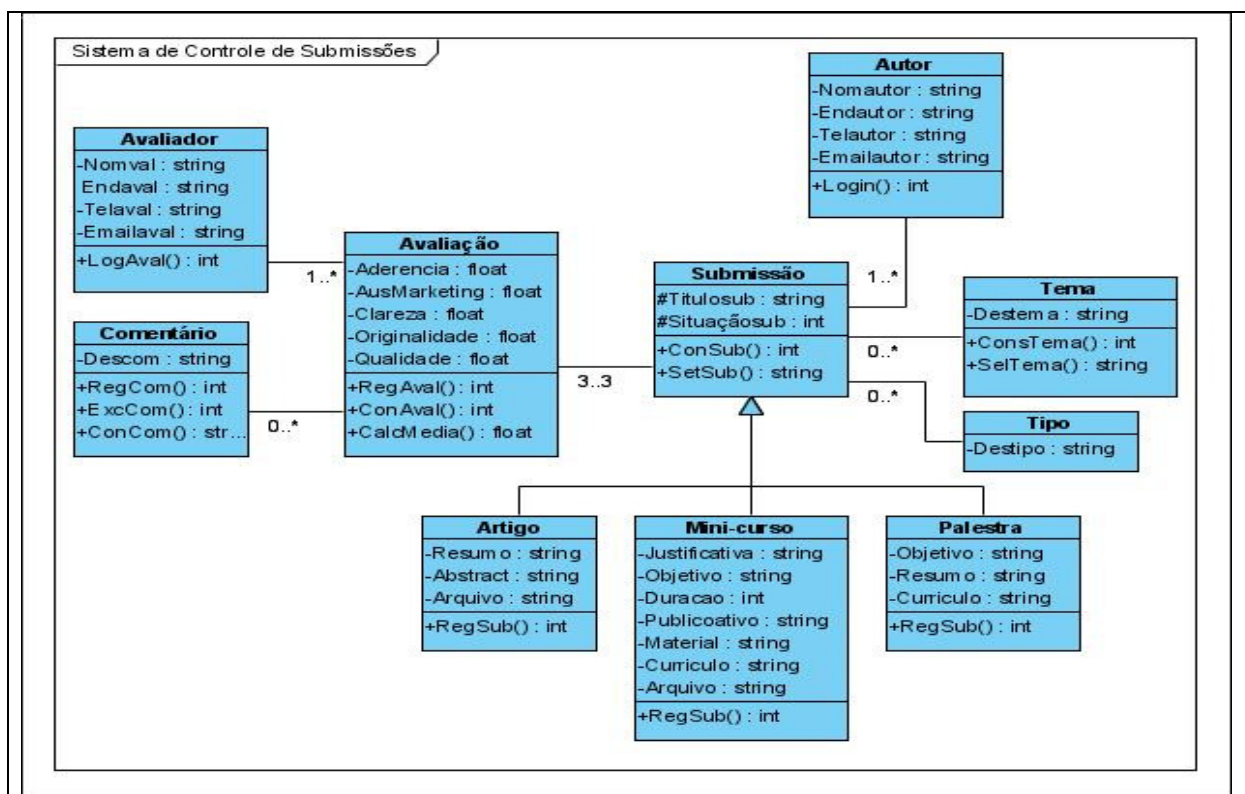 Sistema de Controle de Submissões
Autor
-Nomautor : string
-Endautor : string
-Telautor : string
-Emailautor : string
+Login() : int
Avaliador
-Nomval : string
Endaval : string
-Telaval : string
-Emailaval : string
+LogAval() : int
1..*
Avaliação
-Aderencia : float
-AusMarketing : float
-Clareza : float
-Originalidade : float
-Qualidade : float
+RegAval() : int
+ConAval() : int
+CalcMedia() : float
3..3
Submissão
#Titulosub : string
#Situaçãosub : int
+ConSub() : int
+SetSub() : string
1..*
0..*
0..*
Tema
-Destema : string
+ConsTema() : int
+SelTema() : string
Comentário
-Descom : string
+RegCom() : int
+ExcCom() : int
+ConCom() : str...
0..*
Tipo
-Destipo : string
Artigo
-Resumo : string
-Abstract : string
-Arquivo : string
+RegSub() : int
Mini-curso
-Justificativa : string
-Objetivo : string
-Duracao : int
-Publicoativo : string
-Material : string
-Curriculo : string
-Arquivo : string
+RegSub() : int
Palestra
-Objetivo : string
-Resumo : string
-Curriculo : string
+RegSub() : int